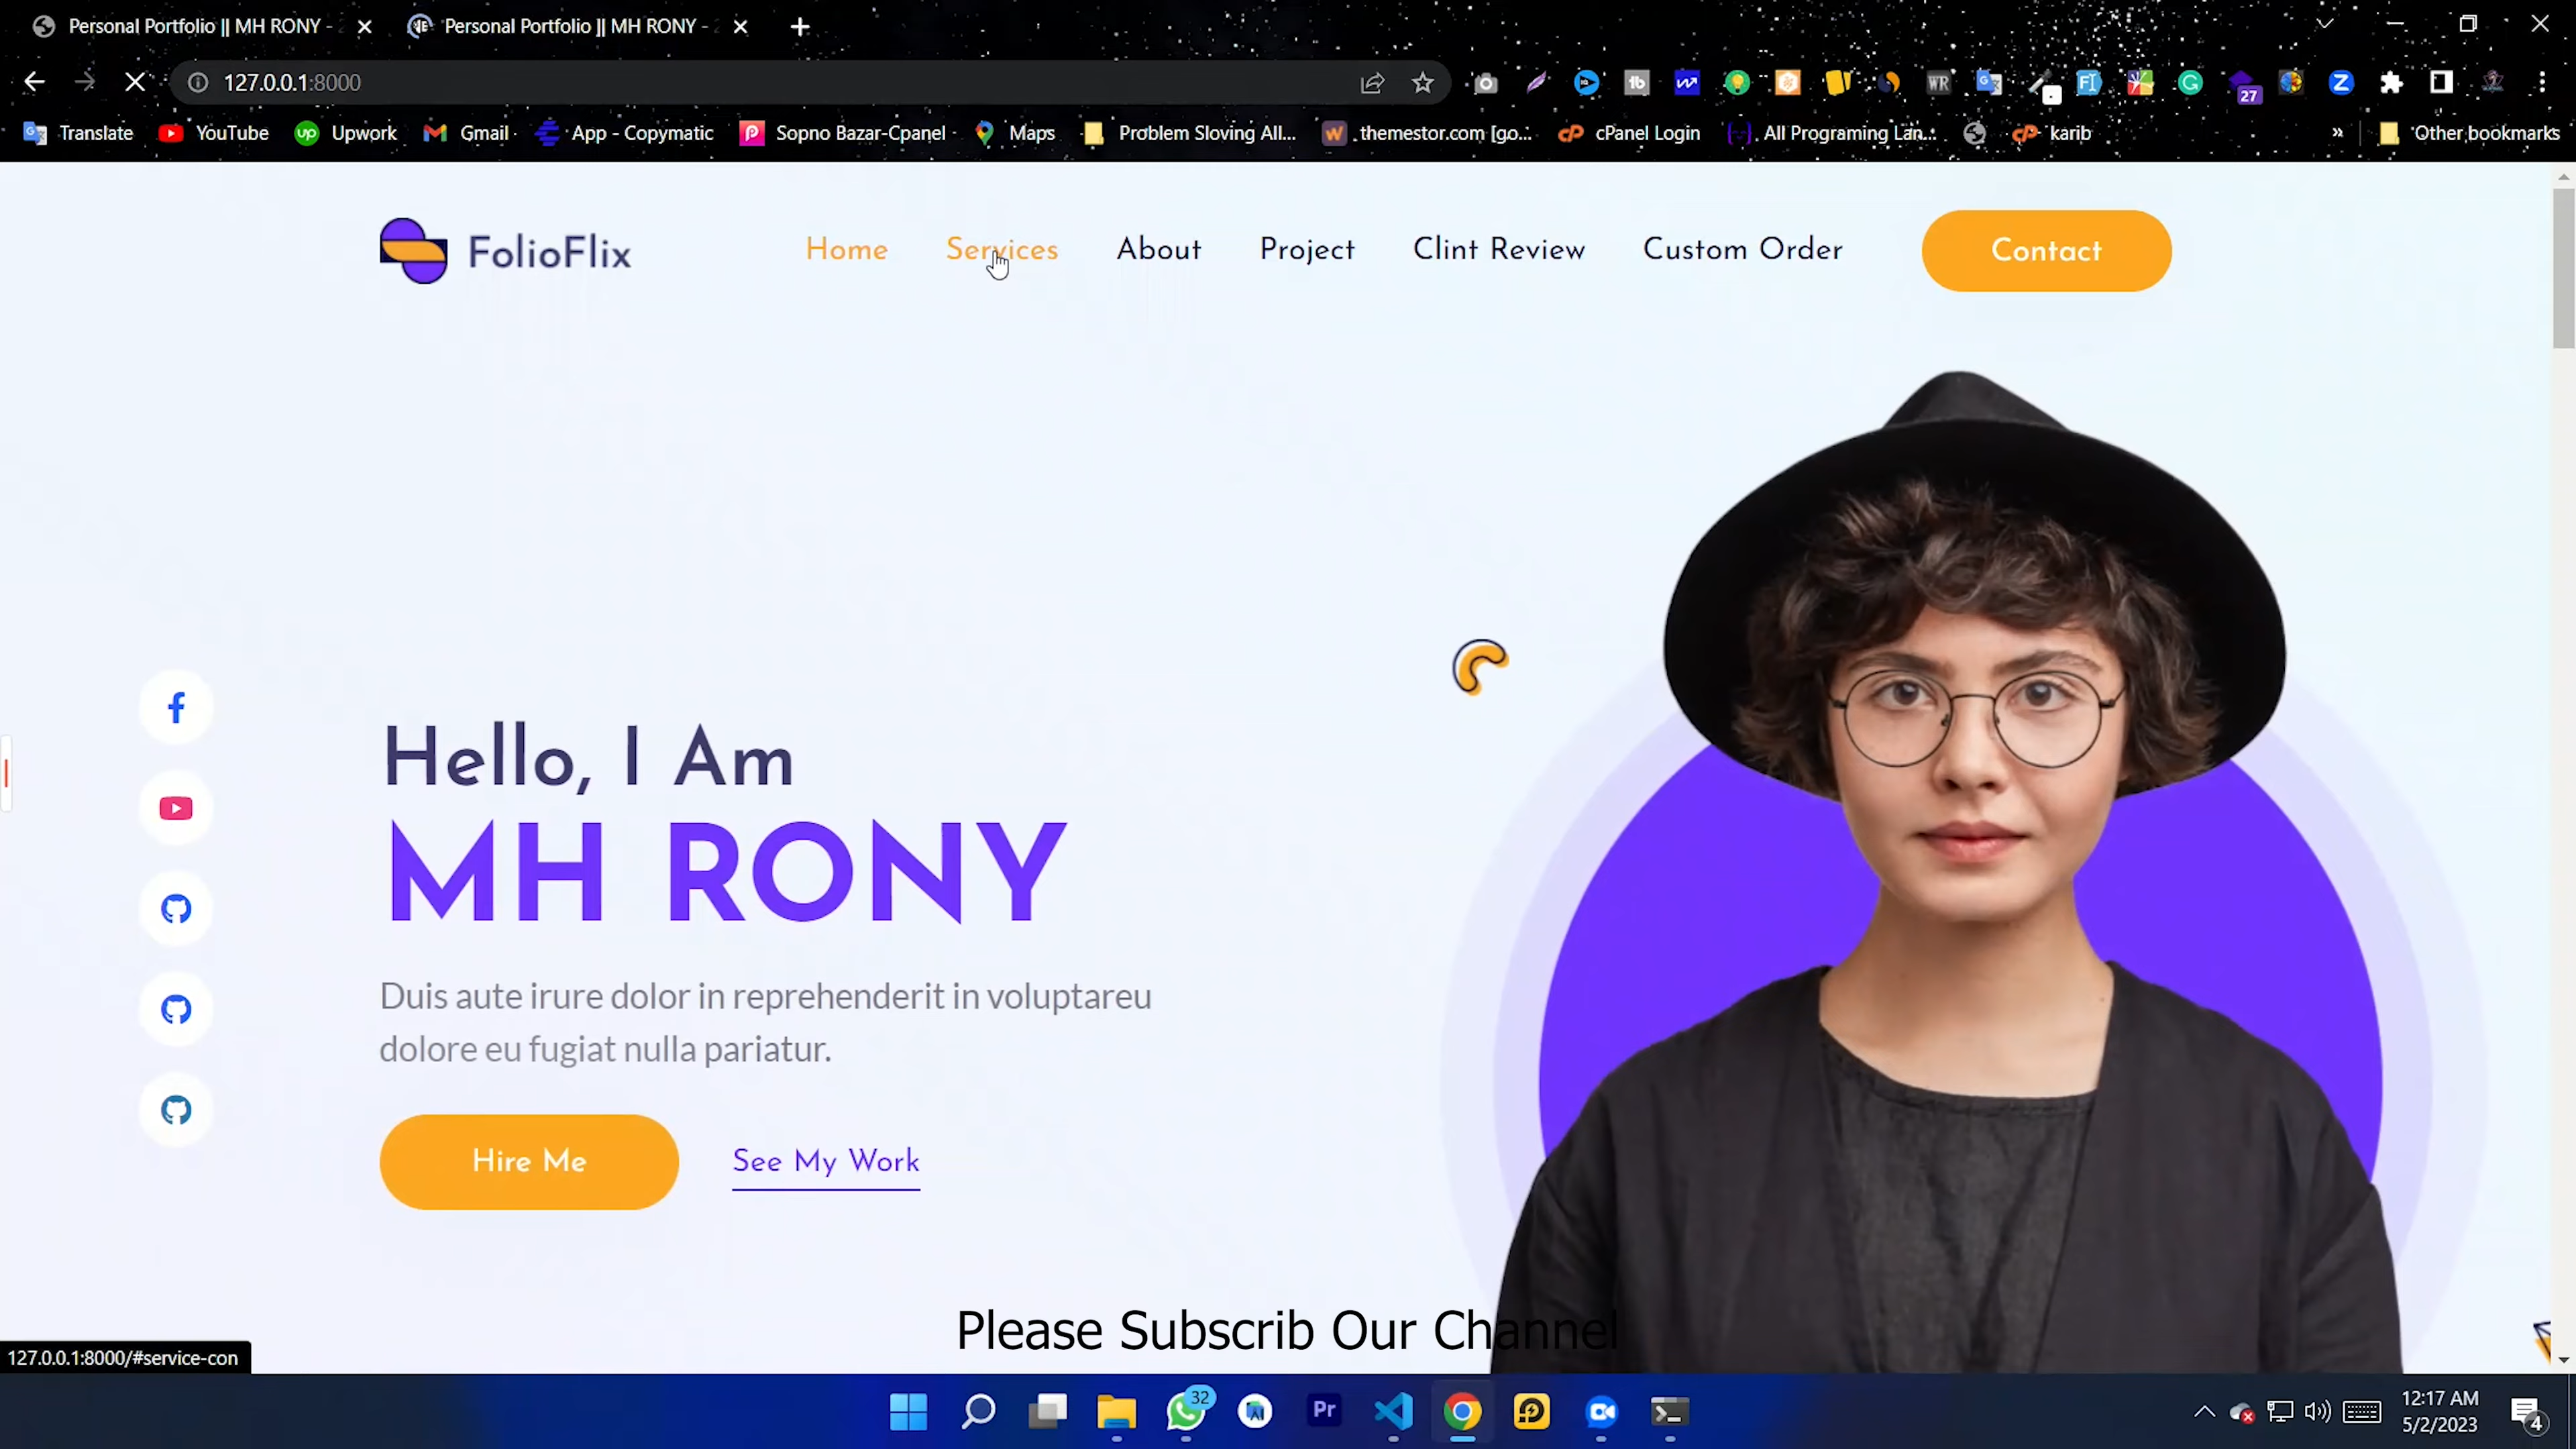 Personal Portfolio || MH RONY -
Personal Portfolio || MH RONY -
127.0.0.1:8000
27
Translate YouTube Upwork Gmail App - Copymatic Sopno Bazar-Cpanel Maps Problem Sloving All... themestor.com [go... cPanel Login All Programing Lan... karib » Other bookmarks
FolioFlix
Home Services About Project Clint Review Custom Order Contact
Hello, I Am
MH RONY
Duis aute irure dolor in reprehenderit in voluptareu
dolore eu fugiat nulla pariatur.
Hire Me See My Work
Please Subscrib Our Channel
127.0.0.1:8000/#service-con
32
Pr
12:17 AM
5/2/2023
4